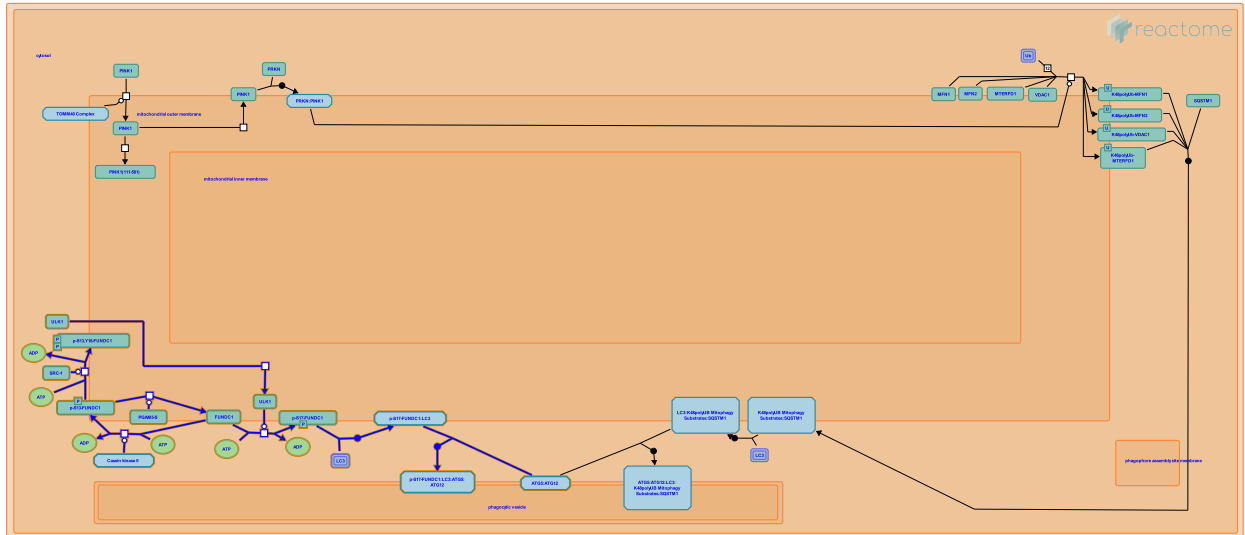 reactome
cytosol
PINK1
PRKN
Ub
PINK1
PRKN:PINK1
12
MFN1
MFN2
MTERFD1
VDAC1
U
K48polyUb-MFN1
SQSTM1
TOMM40 Complex
mitochondrial outer membrane
U
K48polyUb-MFN2
PINK1
U
K48polyUb-VDAC1
U
K48polyUb-
MTERFD1
PINK1(111-581)
mitochondrial inner membrane
ULK1
P
P
p-S13,Y18-FUNDC1
ADP
SRC-1
ATP
P
p-S13-FUNDC1
PGAM5-2
FUNDC1
ULK1
p-S17-FUNDC1
P
p-S17-FUNDC1:LC3
LC3:K48polyUB Mitophagy
Substrates:SQSTM1
K48polyUB Mitophagy
Substrates:SQSTM1
ADP
ATP
ATP
ADP
Casein kinase II
LC3
LC3
phagophore assembly site membrane
p-S17-FUNDC1:LC3:ATG5
ATG12
ATG5:ATG12
ATG5:ATG12:LC3:
K48polyUB Mitophagy
Substrates:SQSTM1
phagocytic vesicle